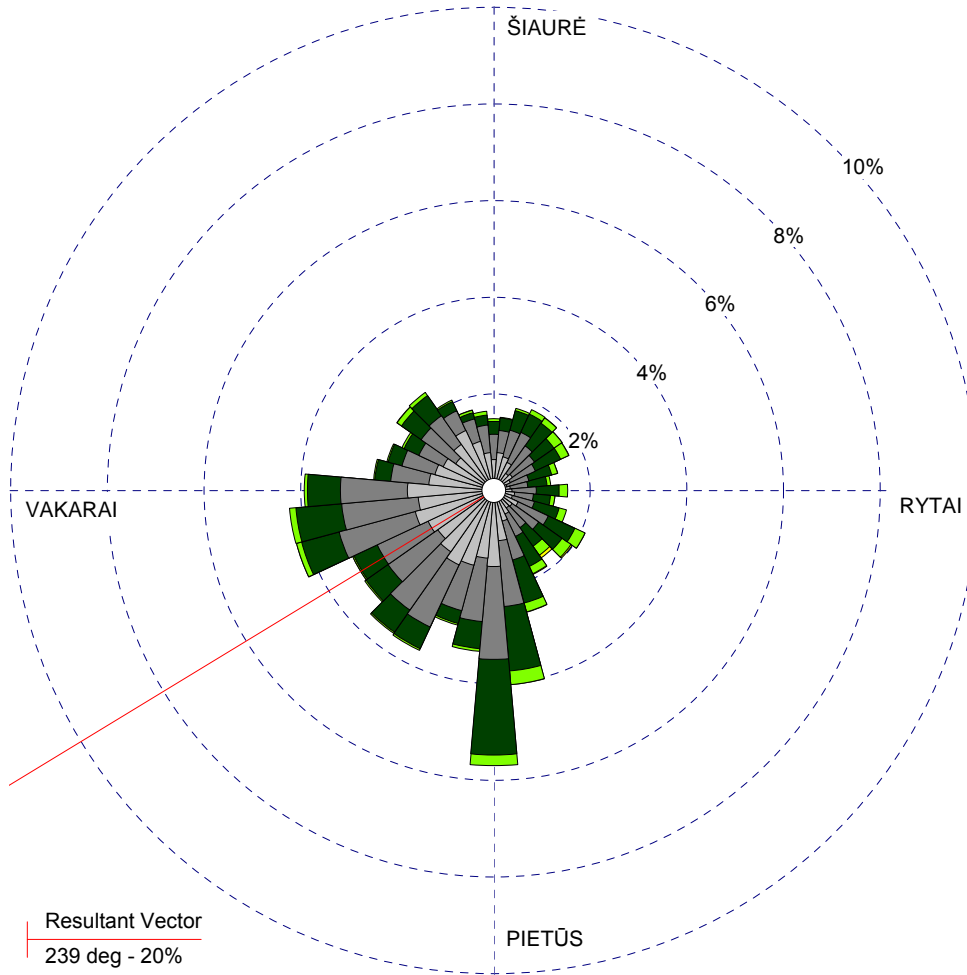 ŠIAURĖ
10%
8%
6%
4%
2%
VAKARAI
RYTAI
PIETŪS
Resultant Vector
239 deg - 20%